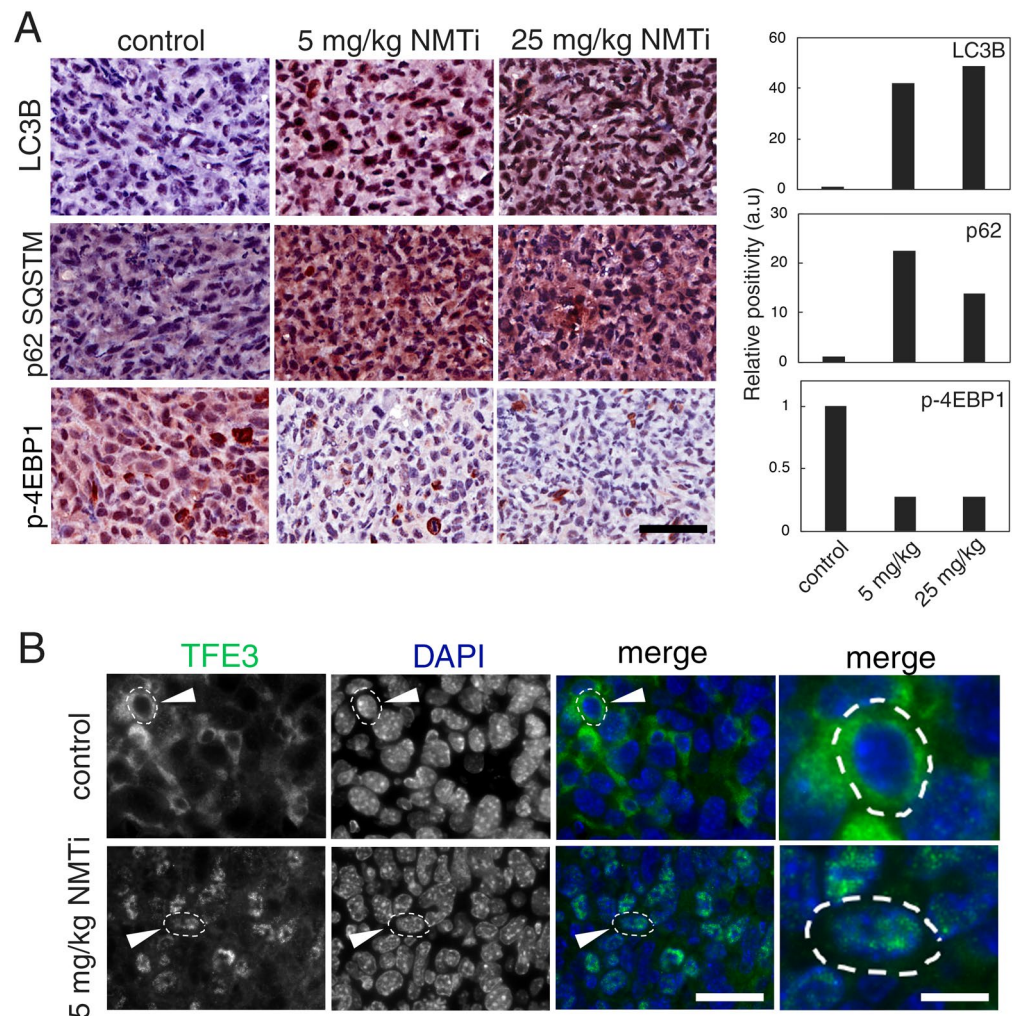 A
control
5 mg/kg NMTi
25 mg/kg NMTi
LC3B
p62 SQSTM
p-4EBP1
Relative positivity (a.u)
60
40
20
0
LC3B
30
20
10
0
p62
1
0.5
0
p-4EBP1
control
5 mg/kg
25 mg/kg
B
TFE3
DAPI
merge
merge
control
5 mg/kg NMTi